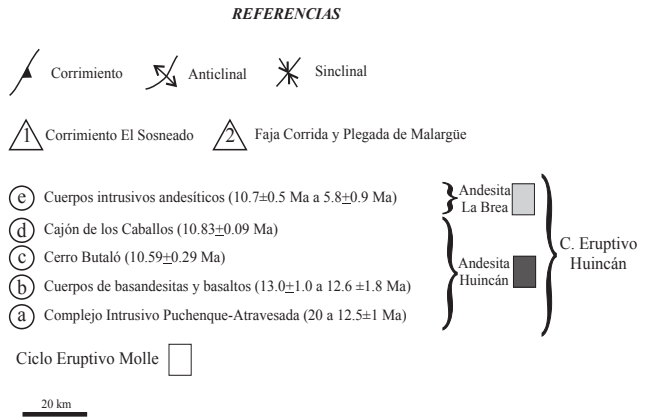 REFERENCIAS
Corrimiento Anticlinal Sinclinal
1 Corrimiento El Sosneado 2 Faja Corrida y Plegada de Malargüe
e Cuerpos intrusivos andesíticos (10.7±0.5 Ma a 5.8±0.9 Ma)
d Cajón de los Caballos (10.83±0.09 Ma)
c Cerro Butaló (10.59±0.29 Ma)
b Cuerpos de basandesitas y basaltos (13.0±1.0 a 12.6 ±1.8 Ma)
a Complejo Intrusivo Puchenque-Atravesada (20 a 12.5±1 Ma)
Andesita
La Brea
Andesita
Huincán
C. Eruptivo
Huincán
Ciclo Eruptivo Molle
20 km